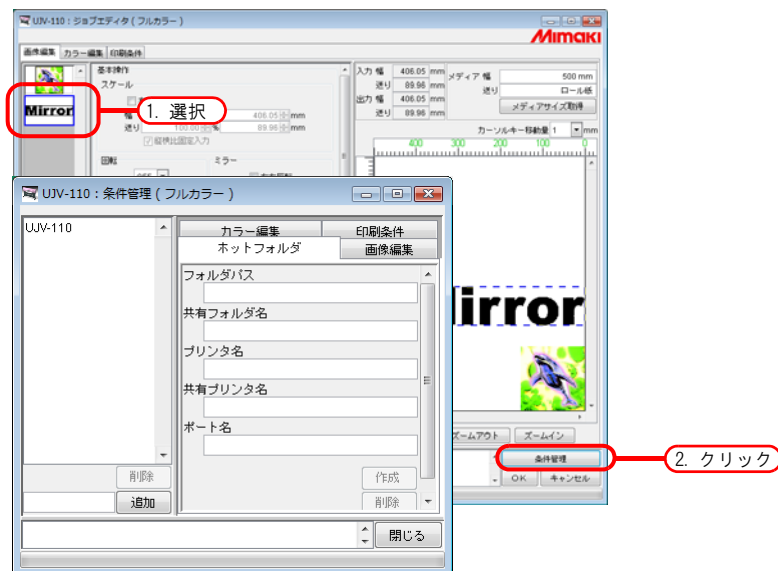 UJV-110 : ジョブエディタ ( フルカラー )
Mimaki
画像編集 カラー編集 印刷条件
基本操作
スケール
Mirror
1. 選択
幅 406.05 mm
送り 100.00 % 89.96 mm
縦横比固定入力
回転 ミラー
入力 幅 406.05 mm
送り 89.96 mm
出力 幅 406.05 mm
送り 89.96 mm
メディア 幅 500 mm
送り ロール紙
メディアサイズ取得
カーソルキー移動量 1 mm
400 300 200 100 0
irror
ズームアウト ズームイン
条件管理
2. クリック
OK キャンセル
UJV-110 : 条件管理 ( フルカラー )
UJV-110
カラー編集 印刷条件
ホットフォルダ 画像編集
フォルダパス
共有フォルダ名
プリンタ名
共有プリンタ名
ポート名
削除 作成
追加 削除
閉じる